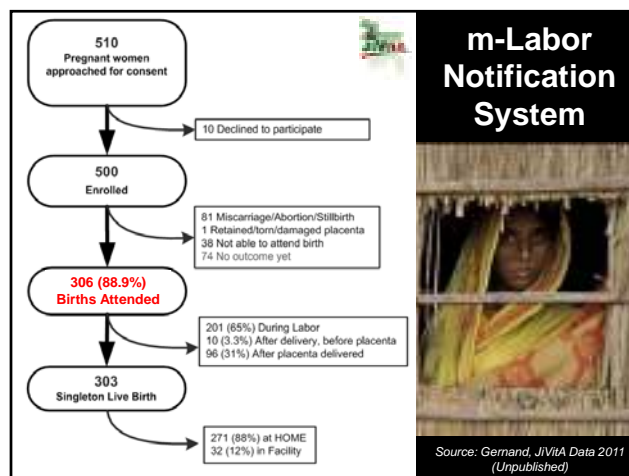 510
Pregnant women
approached for consent
JiVitA
m-Labor
Notification
System
10 Declined to participate
500
Enrolled
81 Miscarriage/Abortion/Stillbirth
1 Retained/torn/damaged placenta
38 Not able to attend birth
74 No outcome yet
306 (88.9%)
Births Attended
201 (65%) During Labor
10 (3.3%) After delivery, before placenta
96 (31%) After placenta delivered
303
Singleton Live Birth
271 (88%) at HOME
32 (12%) in Facility
Source: Gernand, JiVitA Data 2011
(Unpublished)